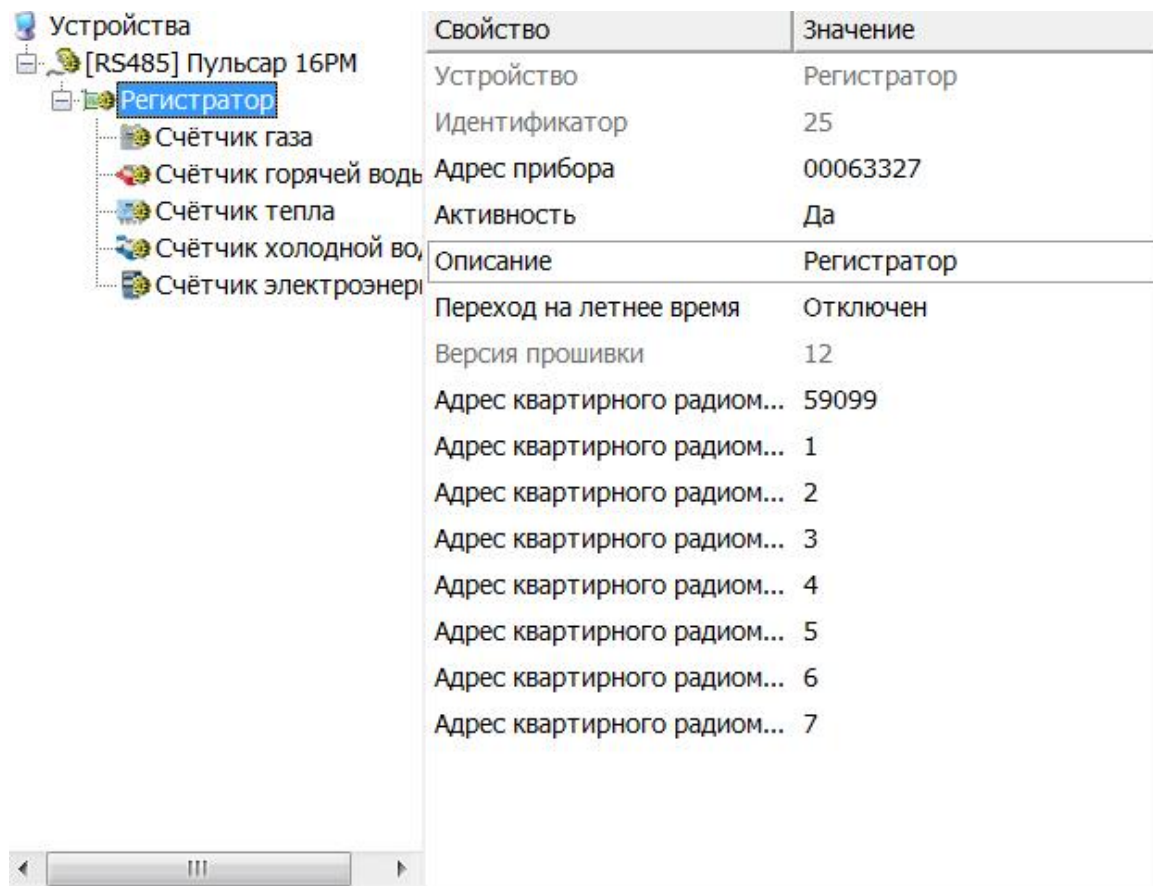 Устройства
[RS485] Пульсар 16РМ
Регистратор
Счётчик газа
Счётчик горячей воды
Счётчик тепла
Счётчик холодной во
Счётчик электроэнер
Свойство Значение
Устройство Регистратор
Идентификатор 25
Адрес прибора 00063327
Активность Да
Описание Регистратор
Переход на летнее время Отключен
Версия прошивки 12
Адрес квартирного радиом... 59099
Адрес квартирного радиом... 1
Адрес квартирного радиом... 2
Адрес квартирного радиом... 3
Адрес квартирного радиом... 4
Адрес квартирного радиом... 5
Адрес квартирного радиом... 6
Адрес квартирного радиом... 7